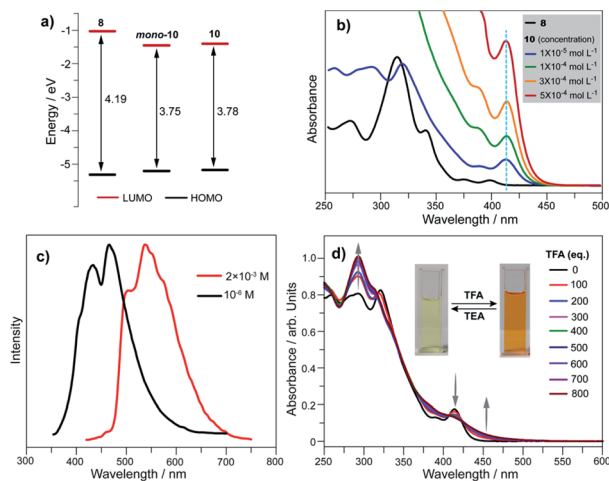 a)
8
mono-10
10
Energy / eV
-1
-2
-3
-4
-5
4.19
3.75
3.78
LUMO
HOMO
b)
Absorbance
8
10 (concentration)
1X10-5 mol L-1
1X10-4 mol L-1
3X10-4 mol L-1
5X10-4 mol L-1
250 300 350 400 450 500
Wavelength / nm
c)
Intensity
2×10-3 M
10-6 M
300 400 500 600 700 800
Wavelength / nm
d)
Absorbance / arb. Units
1.0
0.8
0.6
0.4
0.2
0
TFA
TEA
TFA (eq.)
0
100
200
300
400
500
600
700
800
250 300 350 400 450 500 550 600
Wavelength / nm